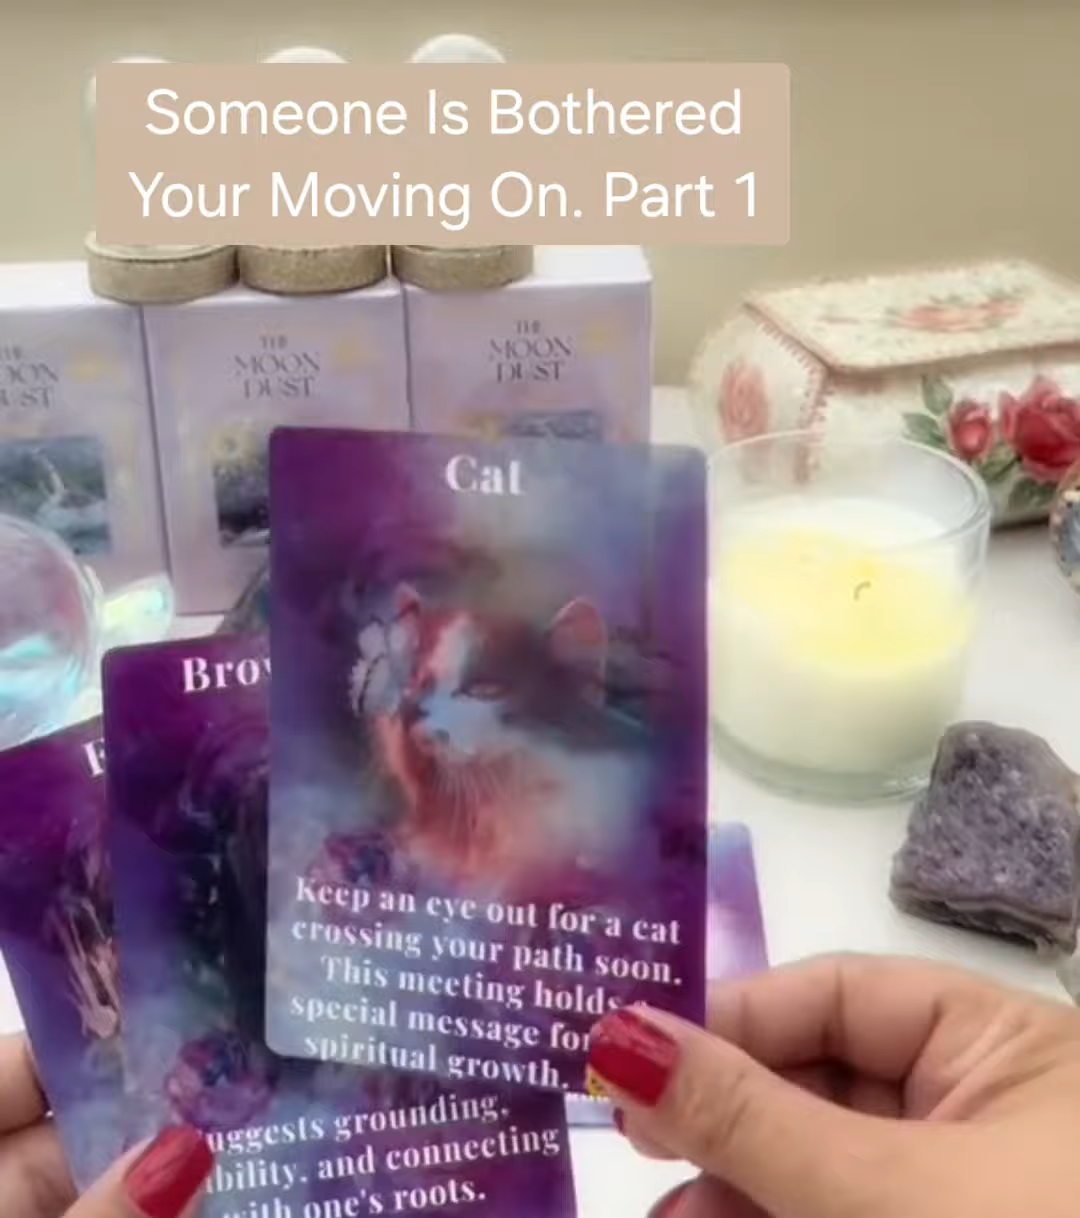 Someone Is Bothered
Your Moving On. Part 1
THE
MOON
DUST
THE
MOON
DUST
Cat
Keep an eye out for a cat
crossing your path soon.
This meeting holds
special message for
spiritual growth.
grounding,
and connecting
with one's roots.